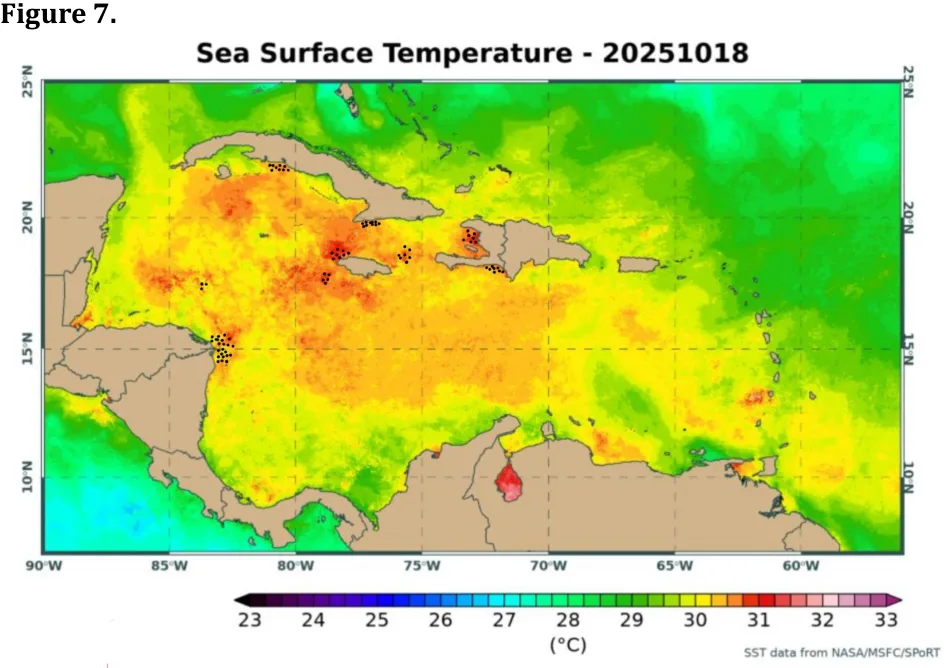 Figure 7.
Sea Surface Temperature - 20251018
25°N
25°N
20°N
20°N
15°N
15°N
10°N
10°N
90°W 85°W 80°W 75°W 70°W 65°W 60°W
23 24 25 26 27 28 29 30 31 32 33
(°C)
SST data from NASA/MSFC/SPoRT